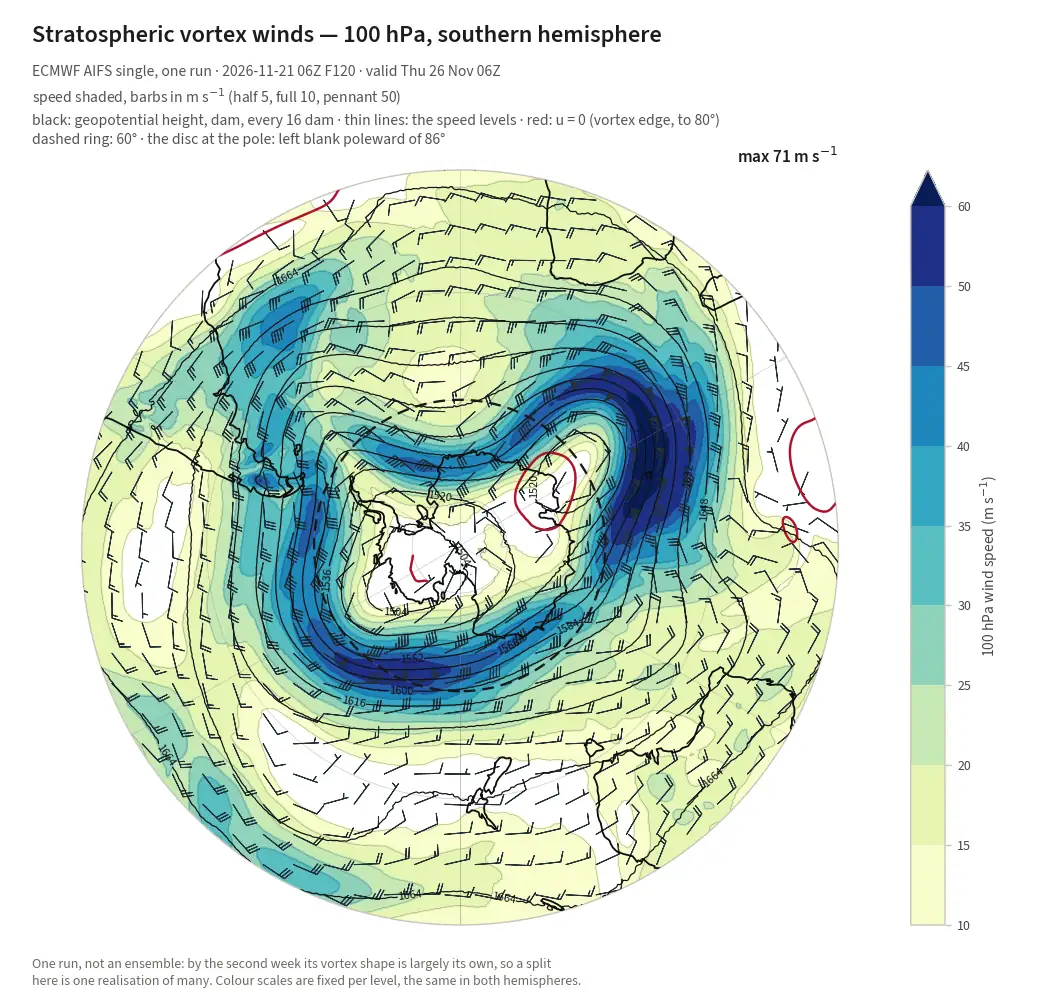 Stratospheric vortex winds — 100 hPa, southern hemisphere
ECMWF AIFS single, one run · 2026-11-21 06Z F120 · valid Thu 26 Nov 06Z
speed shaded, barbs in m s⁻¹ (half 5, full 10, pennant 50)
black: geopotential height, dam, every 16 dam · thin lines: the speed levels · red: u = 0 (vortex edge, to 80°)
dashed ring: 60° · the disc at the pole: left blank poleward of 86°
max 71 m s⁻¹
60
50
45
40
35
30
25
20
15
10
100 hPa wind speed (m s⁻¹)
1664
1520
1520
1648
1536
1504
1584
1568
1552
1600
1616
1664
1664
1664
1664
One run, not an ensemble: by the second week its vortex shape is largely its own, so a split
here is one realisation of many. Colour scales are fixed per level, the same in both hemispheres.